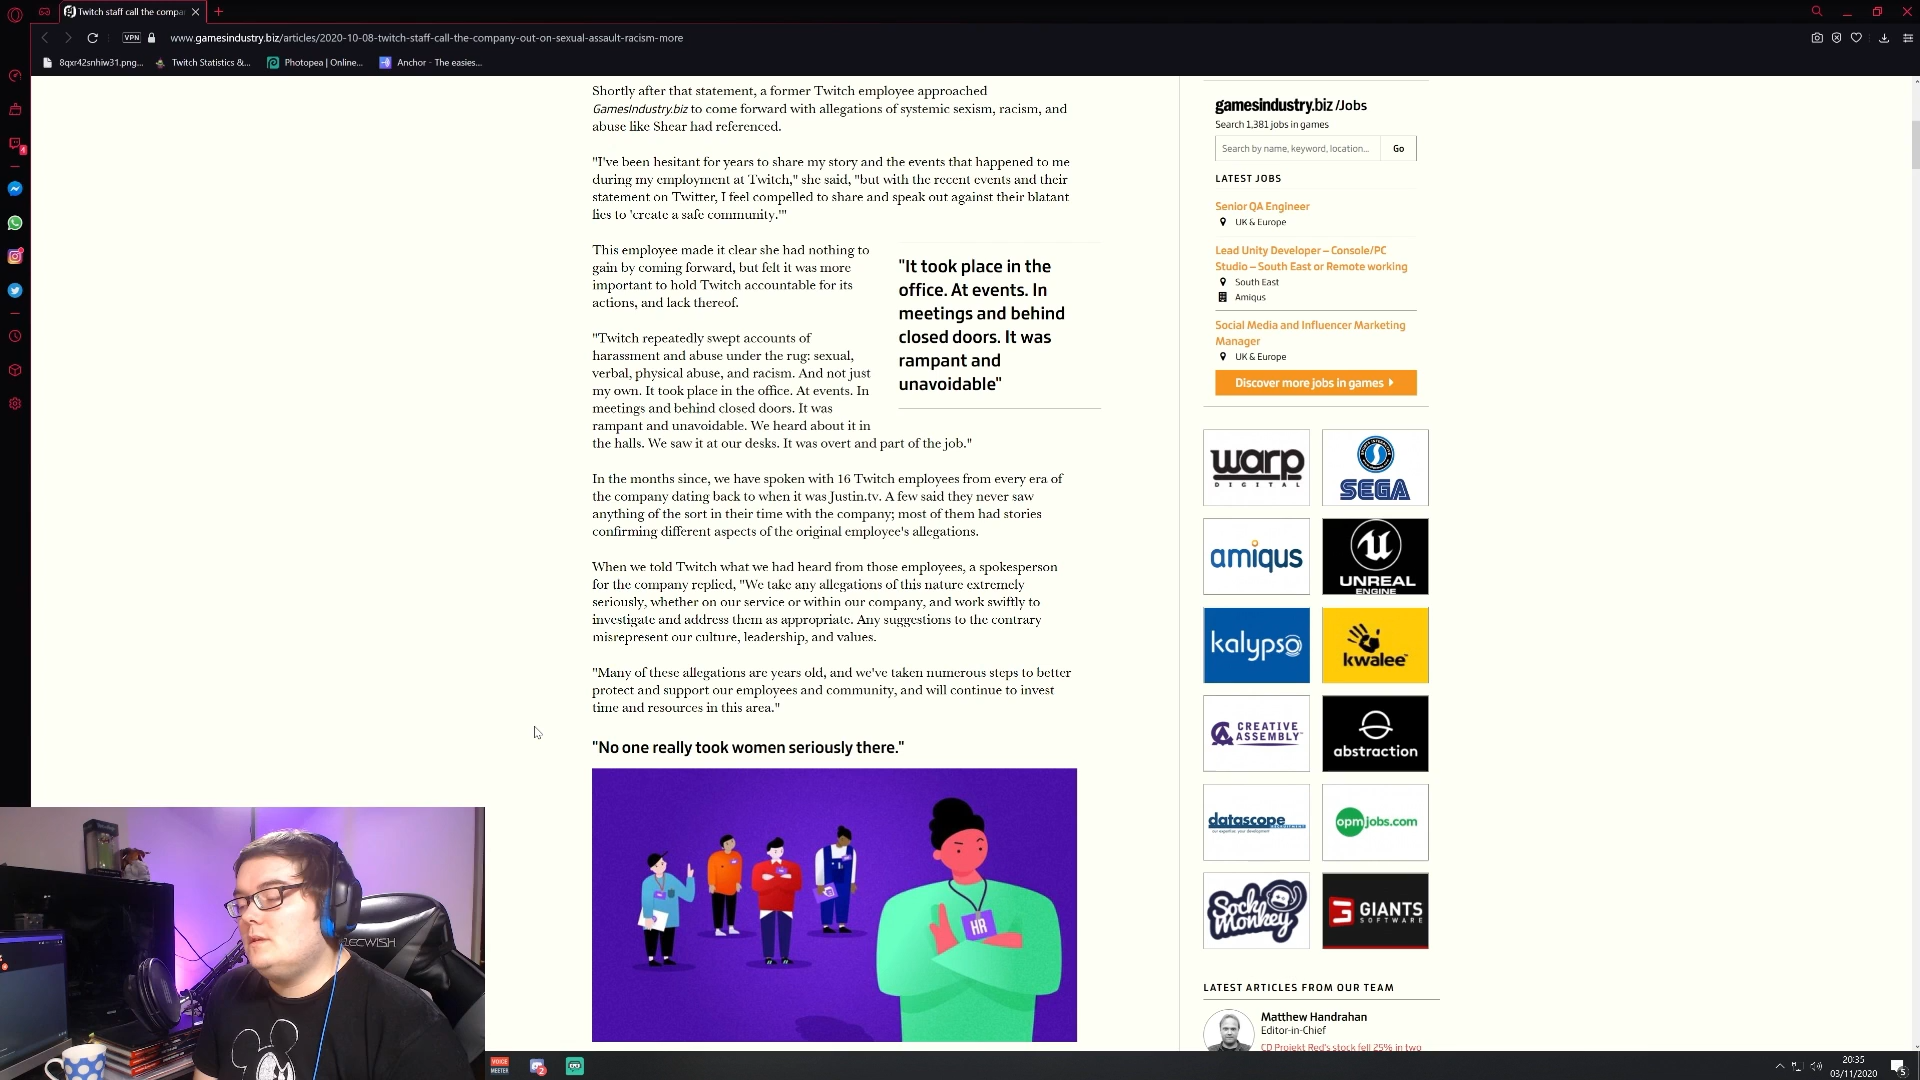 Twitch staff call the compa
www.gamesindustry.biz/articles/2020-10-08-twitch-staff-call-the-company-out-on-sexual-assault-racism-more
VPN
8qxr42snhiw31.png...
Twitch Statistics &...
Photopea | Online...
Anchor - The easies...
Shortly after that statement, a former Twitch employee approached
GamesIndustry.biz to come forward with allegations of systemic sexism, racism, and
abuse like Shear had referenced.
"I've been hesitant for years to share my story and the events that happened to me
during my employment at Twitch," she said, "but with the recent events and their
statement on Twitter, I feel compelled to share and speak out against their blatant
lies to 'create a safe community.'"
This employee made it clear she had nothing to
gain by coming forward, but felt it was more
important to hold Twitch accountable for its
actions, and lack thereof.
"Twitch repeatedly swept accounts of
harassment and abuse under the rug: sexual,
verbal, physical abuse, and racism. And not just
my own. It took place in the office. At events. In
meetings and behind closed doors. It was
rampant and unavoidable. We heard about it in
the halls. We saw it at our desks. It was overt and part of the job."
"It took place in the
office. At events. In
meetings and behind
closed doors. It was
rampant and
unavoidable"
In the months since, we have spoken with 16 Twitch employees from every era of
the company dating back to when it was Justin.tv. A few said they never saw
anything of the sort in their time with the company; most of them had stories
confirming different aspects of the original employee's allegations.
When we told Twitch what we had heard from those employees, a spokesperson
for the company replied, "We take any allegations of this nature extremely
seriously, whether on our service or within our company, and work swiftly to
investigate and address them as appropriate. Any suggestions to the contrary
misrepresent our culture, leadership, and values.
"Many of these allegations are years old, and we've taken numerous steps to better
protect and support our employees and community, and will continue to invest
time and resources in this area."
"No one really took women seriously there."
HR
gamesindustry.biz /Jobs
Search 1,381 jobs in games
Search by name, keyword, location...
Go
LATEST JOBS
Senior QA Engineer
UK & Europe
Lead Unity Developer – Console/PC
Studio – South East or Remote working
South East
Amiqus
Social Media and Influencer Marketing
Manager
UK & Europe
Discover more jobs in games
warp
DIGITAL
SEGA
amiqus
UNREAL
ENGINE
kalypso
kwalee
CREATIVE
ASSEMBLY
abstraction
datascope
RECRUITMENT
opmjobs.com
Sock
Monkey
GIANTS
SOFTWARE
LATEST ARTICLES FROM OUR TEAM
Matthew Handrahan
Editor-in-Chief
CD Projekt Red's stock fell 25% in two
VOICE
MEETER
2
20:35
03/11/2020
5